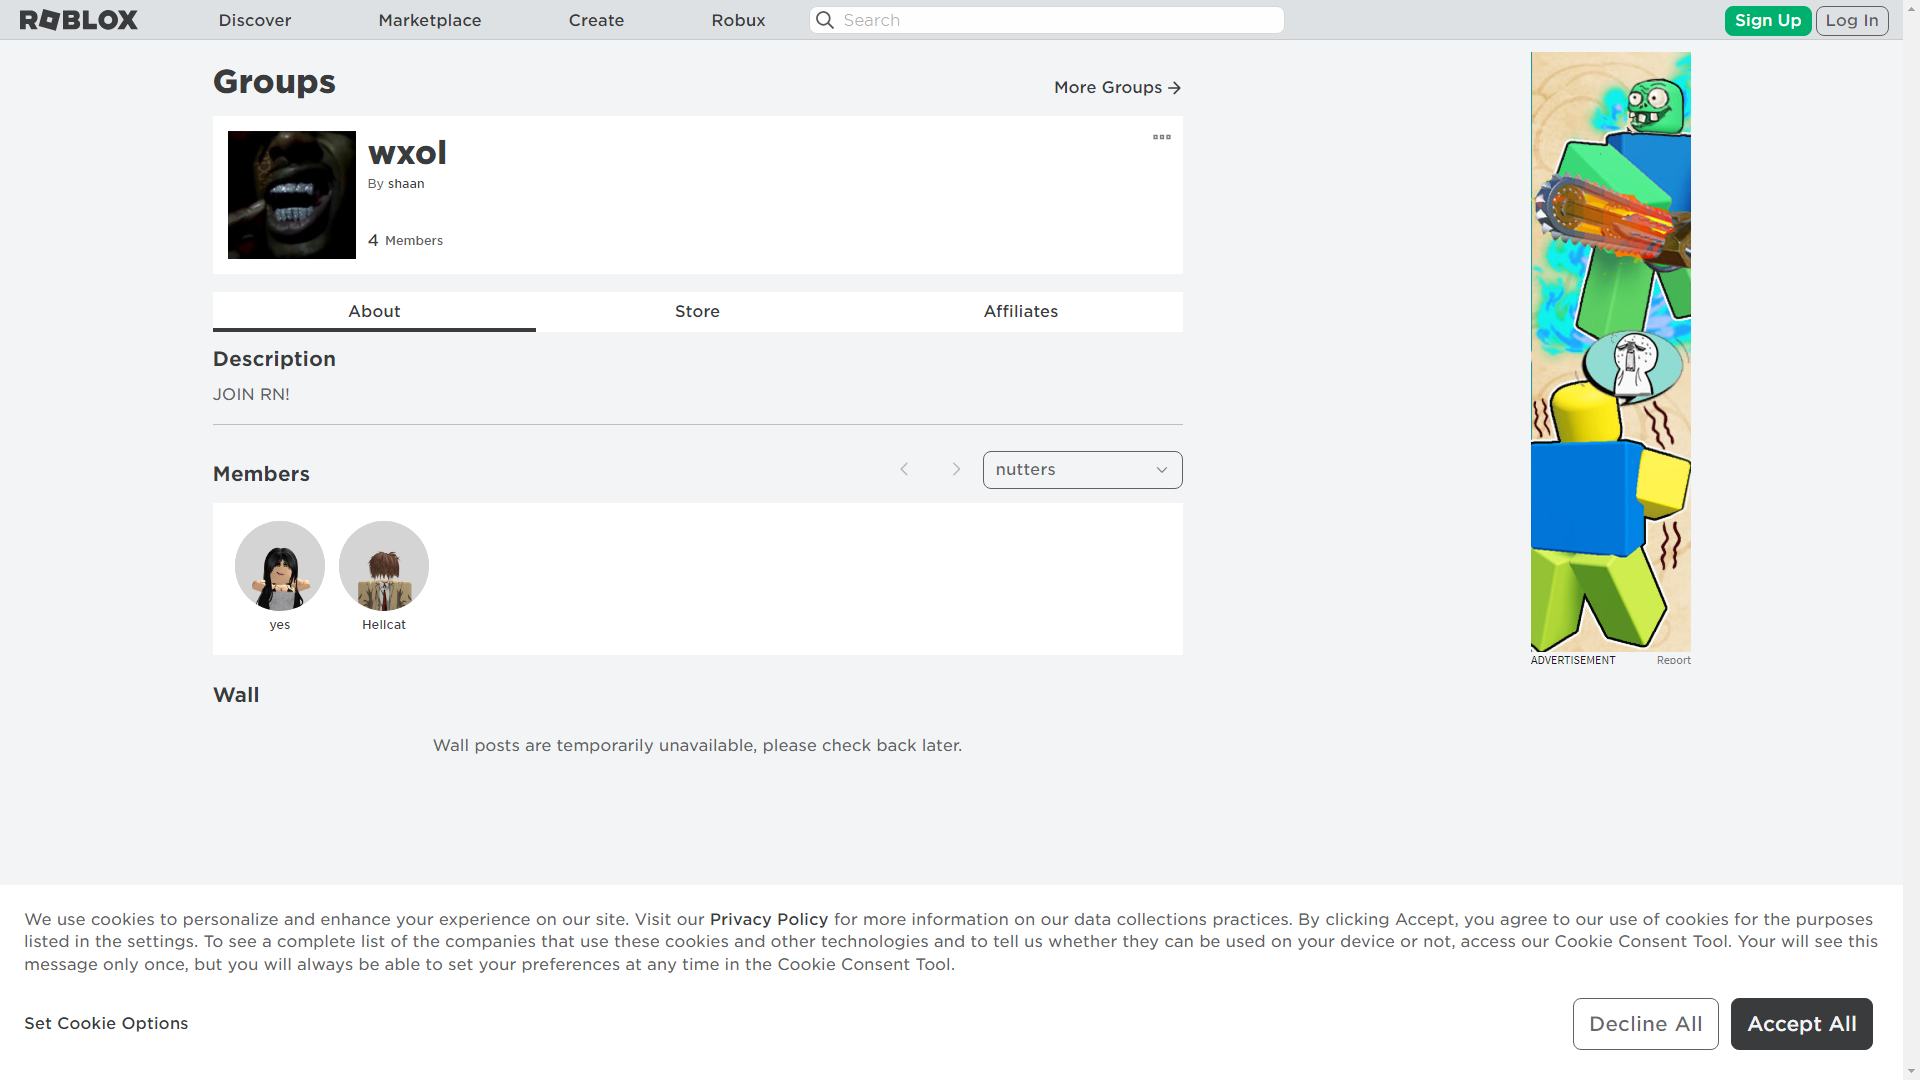 ROBLOX
Discover
Marketplace
Create
Robux
Search
Sign Up
Log In
Groups
More Groups
wxol
By shaan
4 Members
About
Store
Affiliates
Description
JOIN RN!
Members
nutters
yes
Hellcat
ADVERTISEMENT
Report
Wall
Wall posts are temporarily unavailable, please check back later.
We use cookies to personalize and enhance your experience on our site. Visit our Privacy Policy for more information on our data collections practices. By clicking Accept, you agree to our use of cookies for the purposes
listed in the settings. To see a complete list of the companies that use these cookies and other technologies and to tell us whether they can be used on your device or not, access our Cookie Consent Tool. Your will see this
message only once, but you will always be able to set your preferences at any time in the Cookie Consent Tool.
Set Cookie Options
Decline All
Accept All